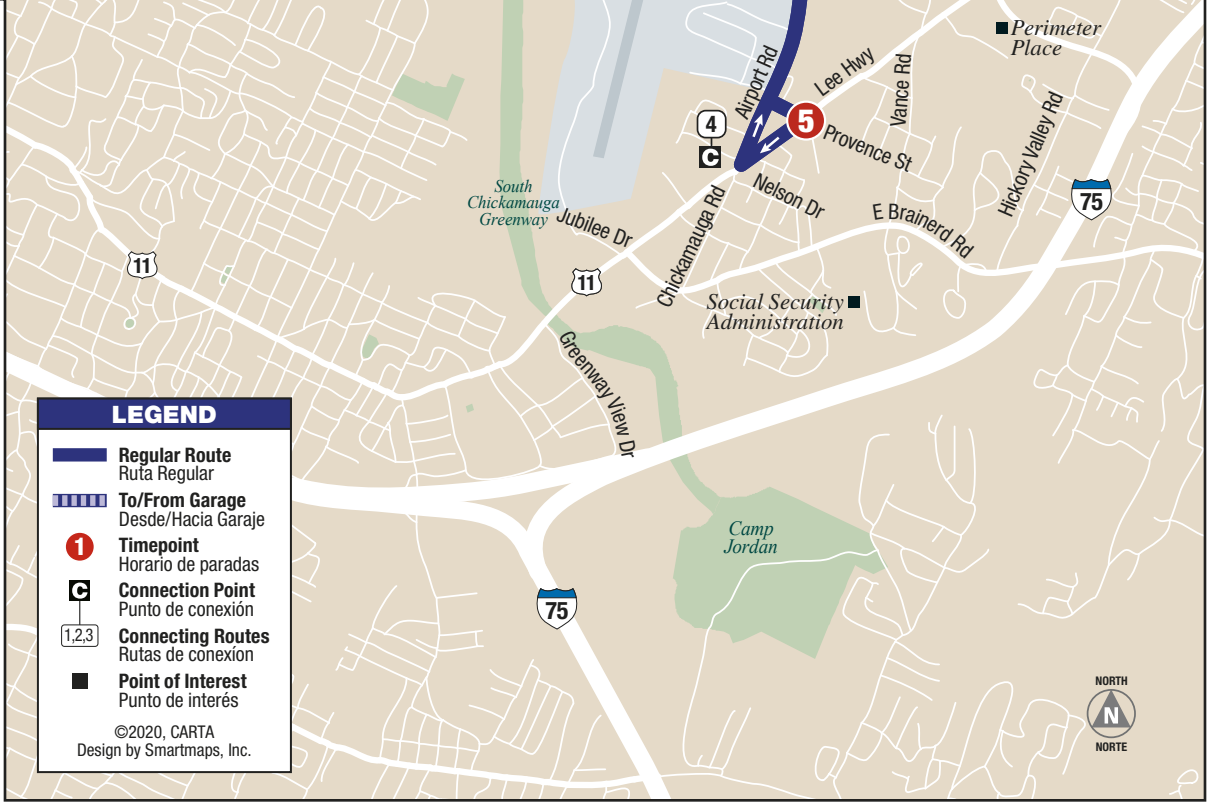 Perimeter
Place
Airport Rd
Lee Hwy
Vance Rd
Hickory Valley Rd
4
C
5
Provence St
Nelson Dr
75
South
Chickamauga
Greenway
Jubilee Dr
Chickamauga Rd
E Brainerd Rd
11
11
Social Security
Administration
Greenway View Dr
LEGEND
Regular Route
Ruta Regular
To/From Garage
Desde/Hacia Garaje
1
Timepoint
Horario de paradas
C
Connection Point
Punto de conexión
1,2,3
Connecting Routes
Rutas de conexíon
Point of Interest
Punto de interés
©2020, CARTA
Design by Smartmaps, Inc.
Camp
Jordan
75
NORTH
N
NORTE